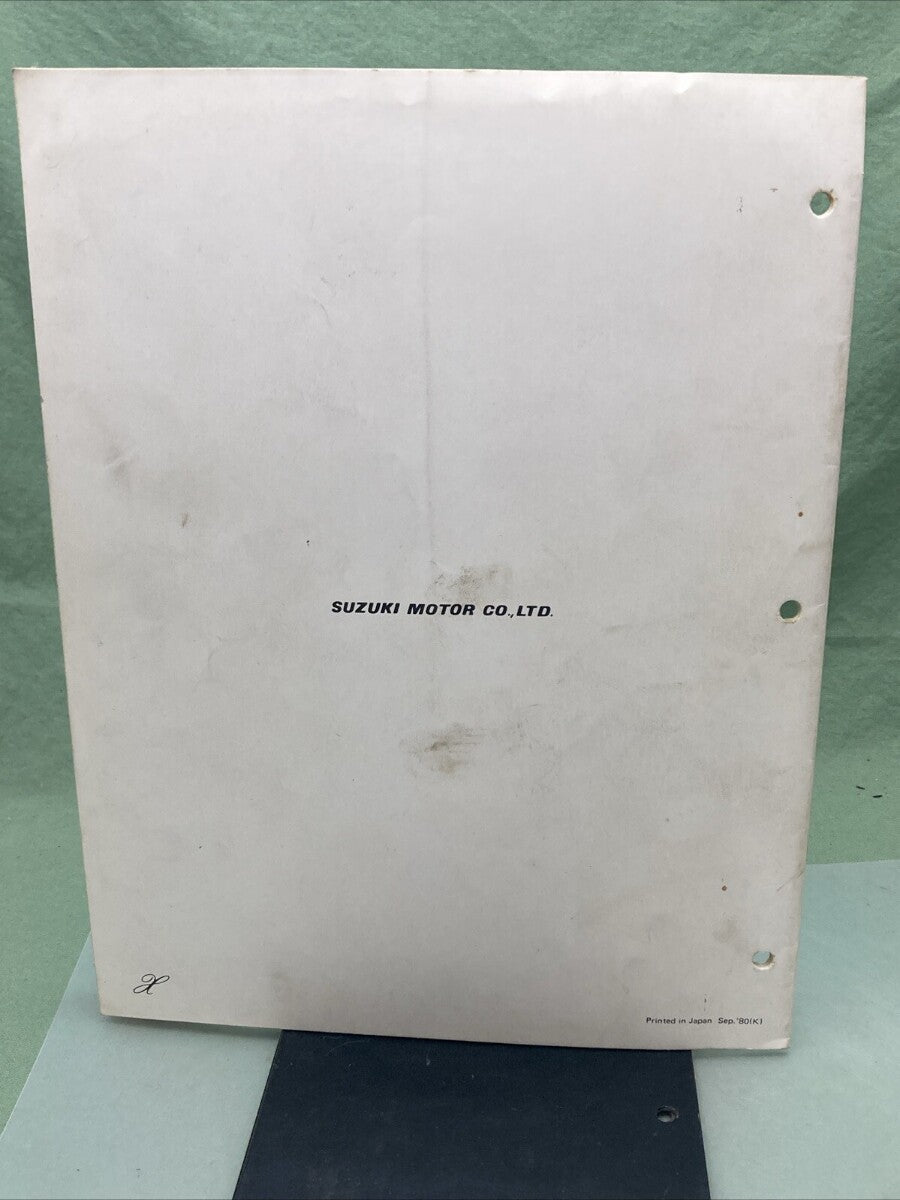 SUZUKI MOTOR CO.,LTD.
X
Printed in Japan Sep.'80(K)